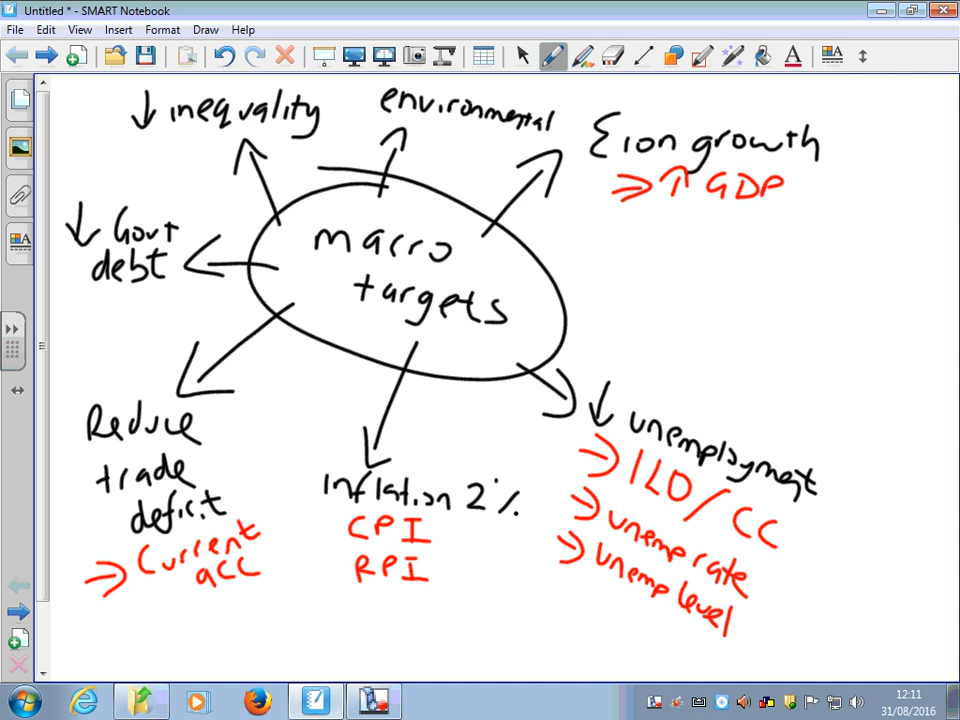 Untitled * - SMART Notebook
File Edit View Insert Format Draw Help
↓ inequality
environmental
Σion growth
⇒ ↑ GDP
↓ Govt
debt
macro
targets
Reduce
trade
deficit
→ Current
acc
Inflation 2%
CPI
RPI
↓ unemployment
→ ILO / CC
→ unemp rate
→ unemp level
12:11
31/08/2016